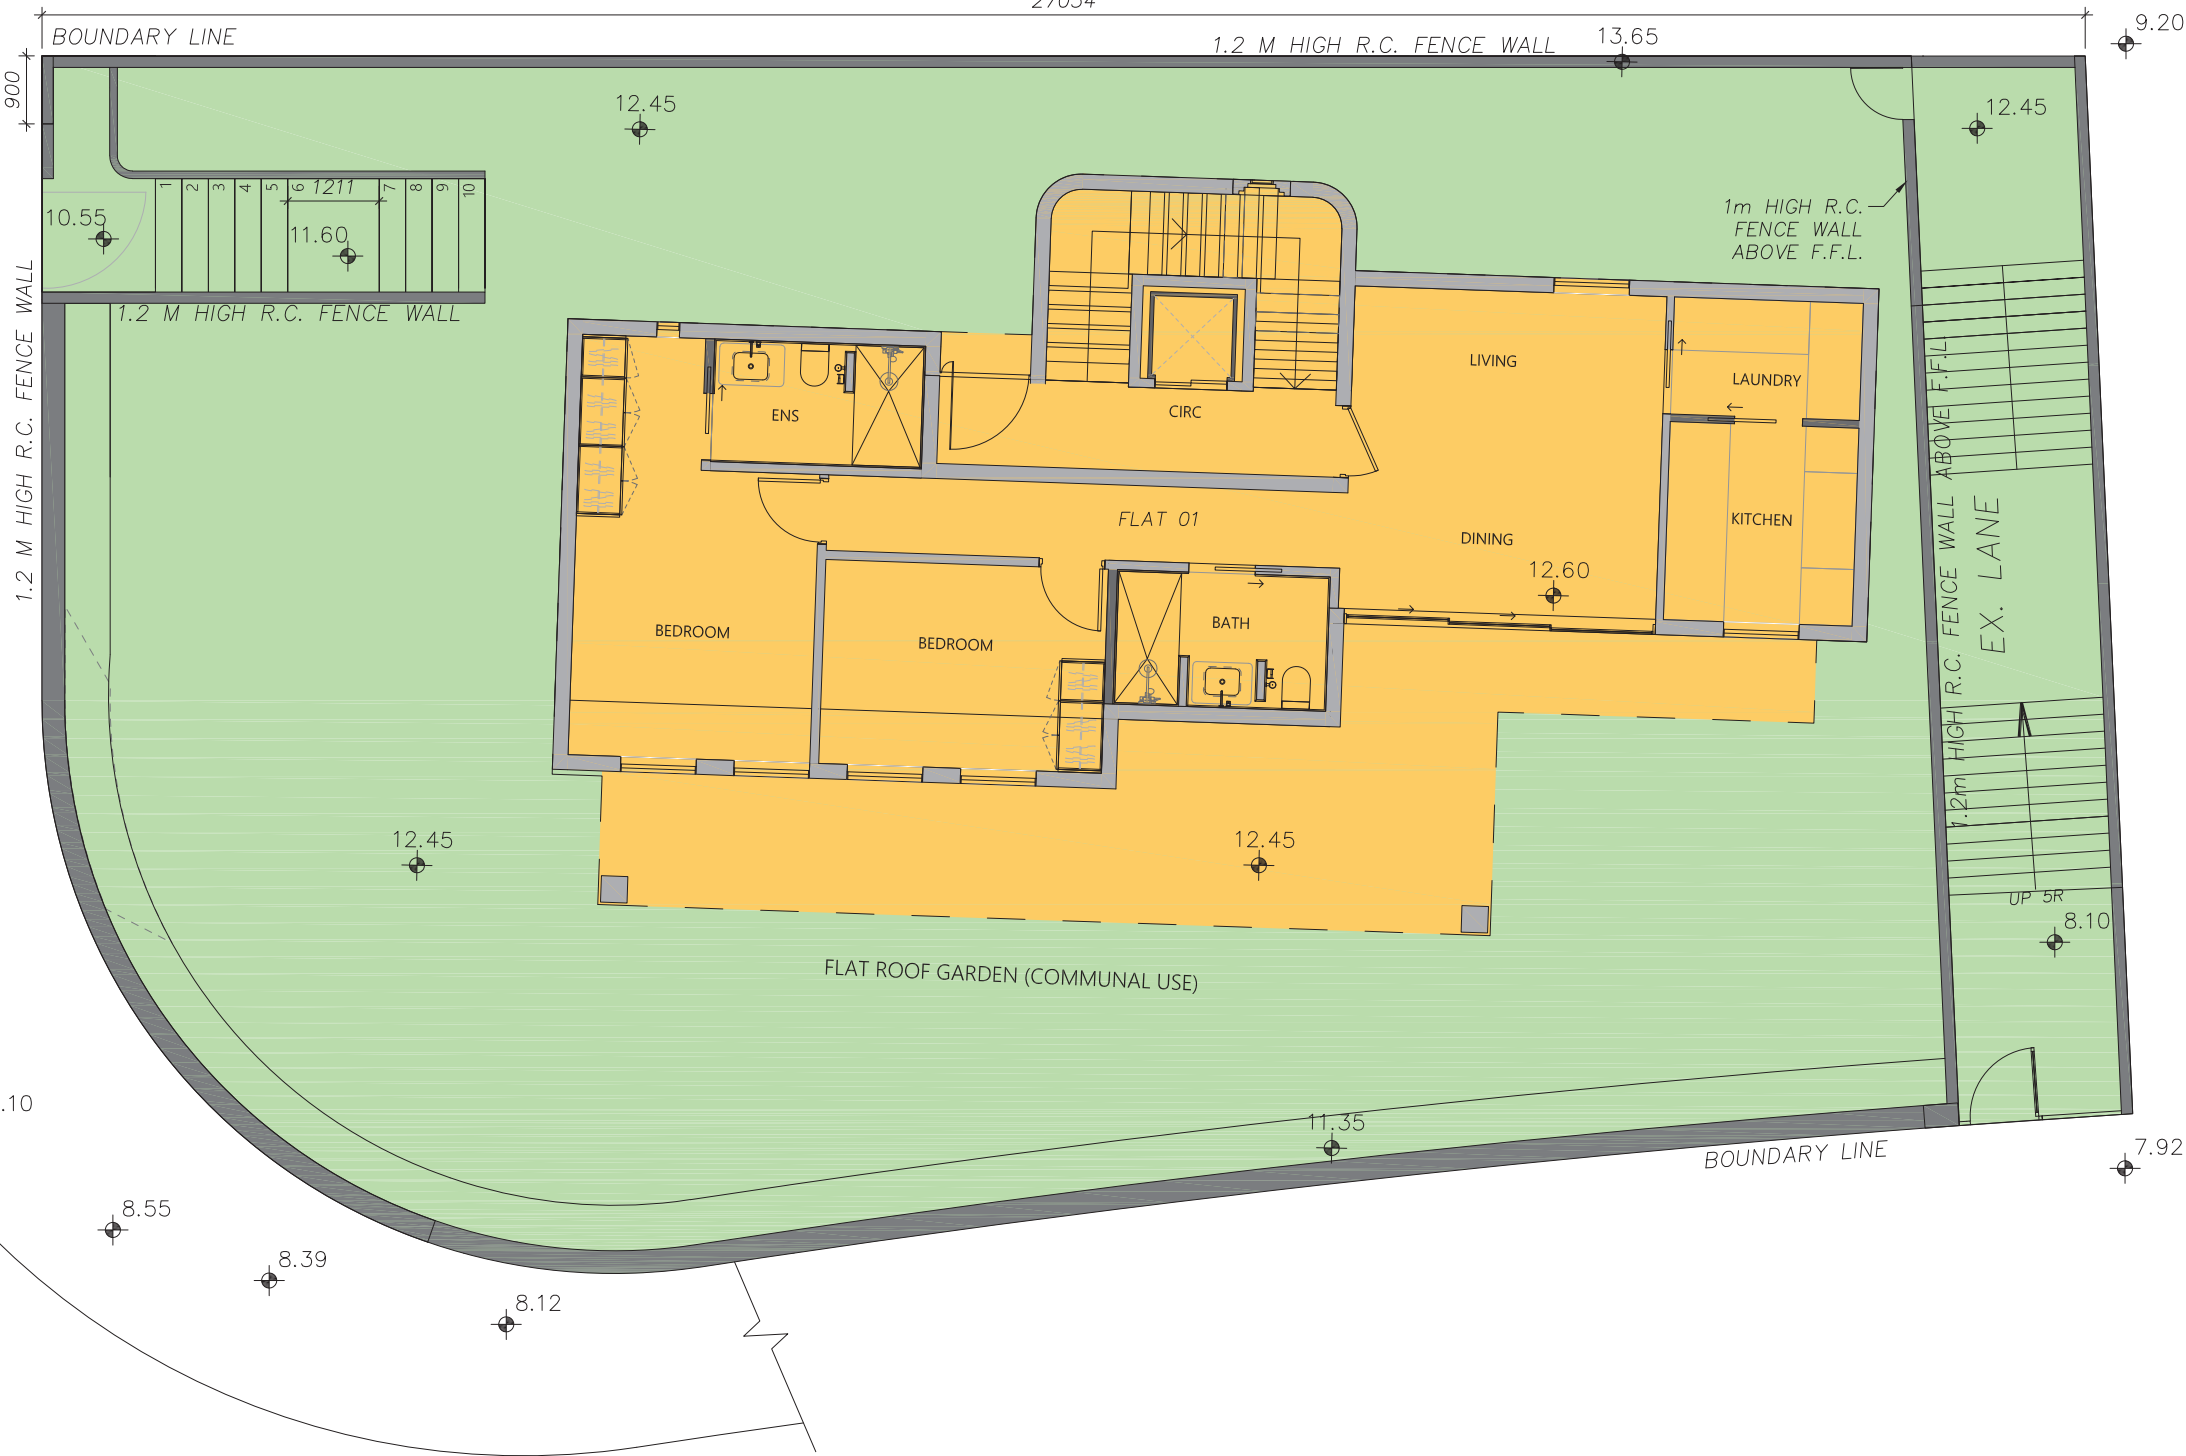 27054
BOUNDARY LINE
1.2 M HIGH R.C. FENCE WALL
13.65
9.20
900
12.45
12.45
1 2 3 4 5 6 7 8 9 10
1211
10.55
11.60
1m HIGH R.C.
FENCE WALL
ABOVE F.F.L.
1.2 M HIGH R.C. FENCE WALL
1.2 M HIGH R.C. FENCE WALL
LIVING
LAUNDRY
ENS
CIRC
FLAT 01
DINING
KITCHEN
12.60
1.2m HIGH R.C. FENCE WALL ABOVE F.F.L.
EX. LANE
BEDROOM
BEDROOM
BATH
12.45
12.45
UP 5R
8.10
FLAT ROOF GARDEN (COMMUNAL USE)
.10
11.35
BOUNDARY LINE
7.92
8.55
8.39
8.12